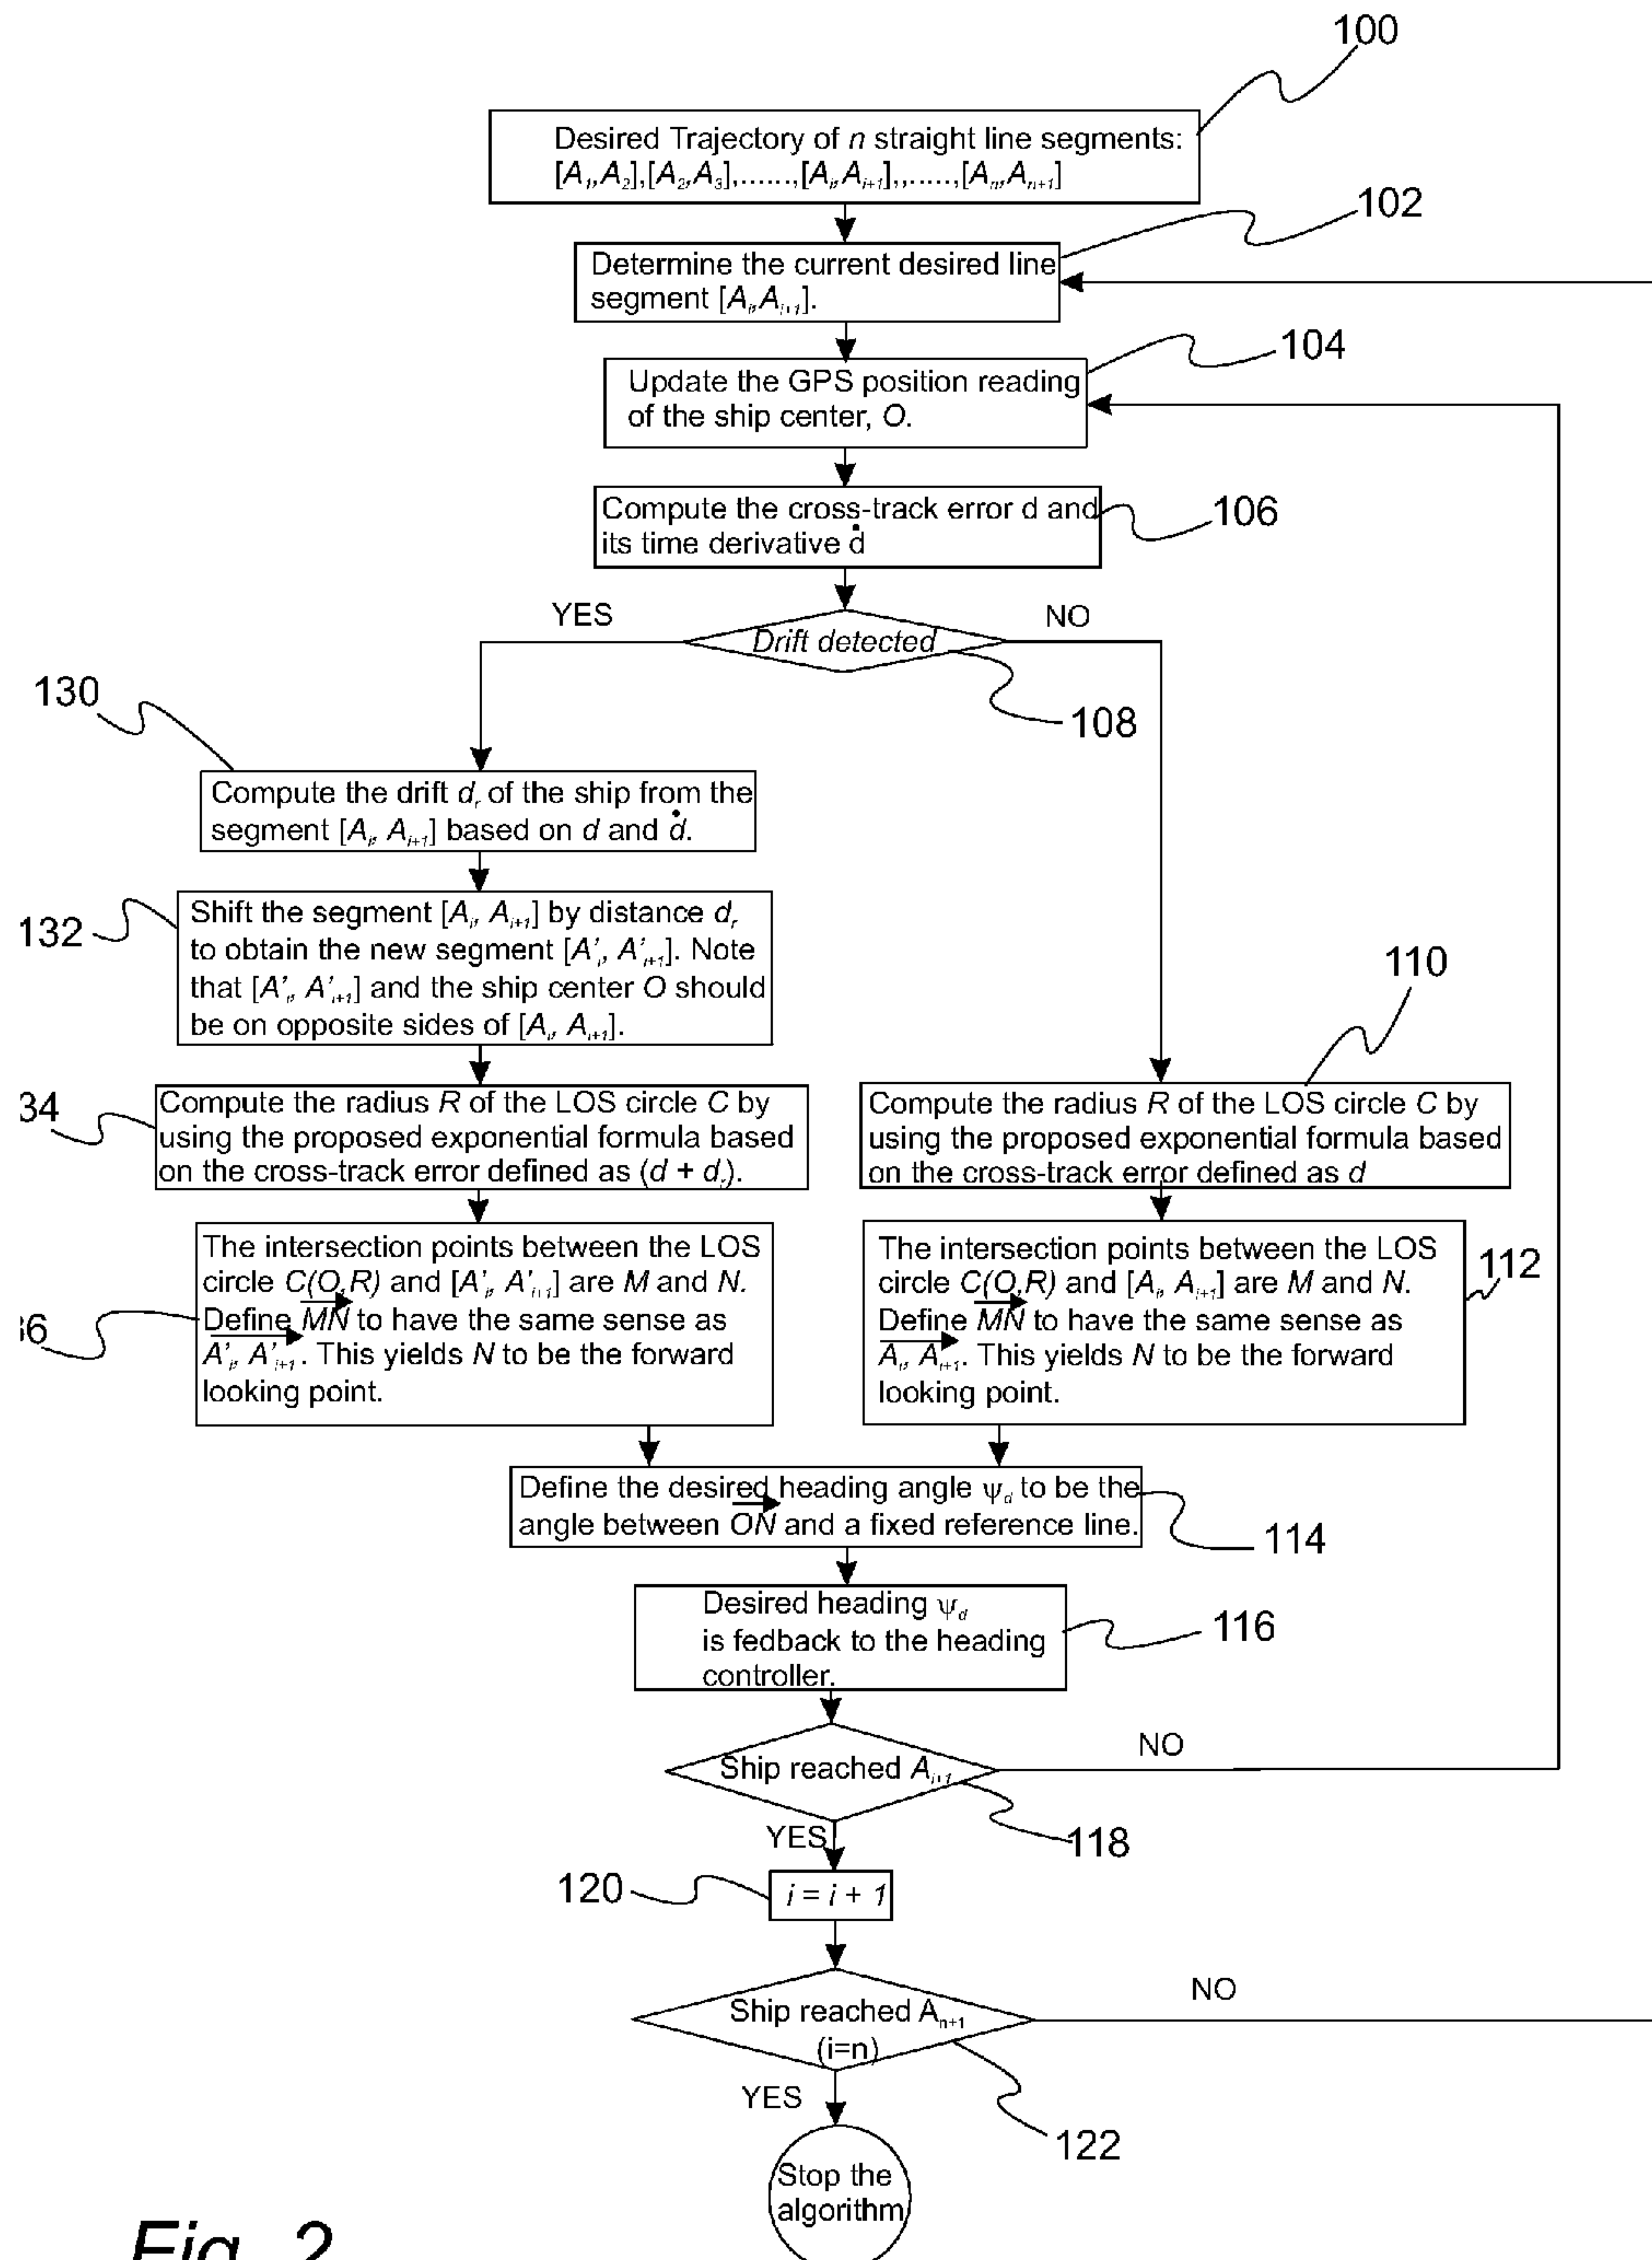 100
Desired Trajectory of n straight line segments:
[A₁,A₂],[A₂,A₃],......,[Aᵢ,Aᵢ₊₁],,.....,[Aₙ,Aₙ₊₁]
102
Determine the current desired line
segment [Aᵢ,Aᵢ₊₁].
104
Update the GPS position reading
of the ship center, O.
106
Compute the cross-track error d and
its time derivative ḋ
YES
NO
Drift detected
108
130
Compute the drift dᵣ of the ship from the
segment [Aᵢ, Aᵢ₊₁] based on d and ḋ.
132
Shift the segment [Aᵢ, Aᵢ₊₁] by distance dᵣ
to obtain the new segment [A'ᵢ, A'ᵢ₊₁]. Note
that [A'ᵢ, A'ᵢ₊₁] and the ship center O should
be on opposite sides of [Aᵢ, Aᵢ₊₁].
34
Compute the radius R of the LOS circle C by
using the proposed exponential formula based
on the cross-track error defined as (d + dᵣ).
110
Compute the radius R of the LOS circle C by
using the proposed exponential formula based
on the cross-track error defined as d
36
The intersection points between the LOS
circle C(O,R) and [A'ᵢ, A'ᵢ₊₁] are M and N.
Define MN to have the same sense as
A'ᵢ, A'ᵢ₊₁. This yields N to be the forward
looking point.
112
The intersection points between the LOS
circle C(O,R) and [Aᵢ, Aᵢ₊₁] are M and N.
Define MN to have the same sense as
Aᵢ, Aᵢ₊₁. This yields N to be the forward
looking point.
Define the desired heading angle ψ_d to be the
angle between ON and a fixed reference line.
114
Desired heading ψ_d
is fedback to the heading
controller.
116
Ship reached Aᵢ₊₁
NO
118
YES
120
i = i + 1
Ship reached Aₙ₊₁
(i=n)
NO
YES
122
Stop the
algorithm
Fig. 2